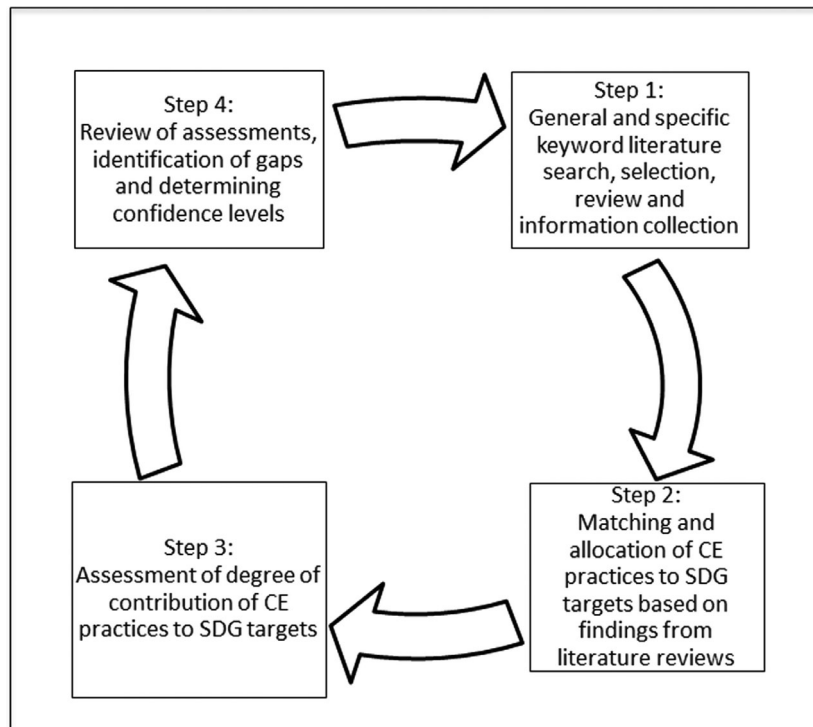 Step 4:
Review of assessments,
identification of gaps
and determining
confidence levels
Step 1:
General and specific
keyword literature
search, selection,
review and
information collection
Step 3:
Assessment of degree of
contribution of CE
practices to SDG targets
Step 2:
Matching and
allocation of CE
practices to SDG
targets based on
findings from
literature reviews